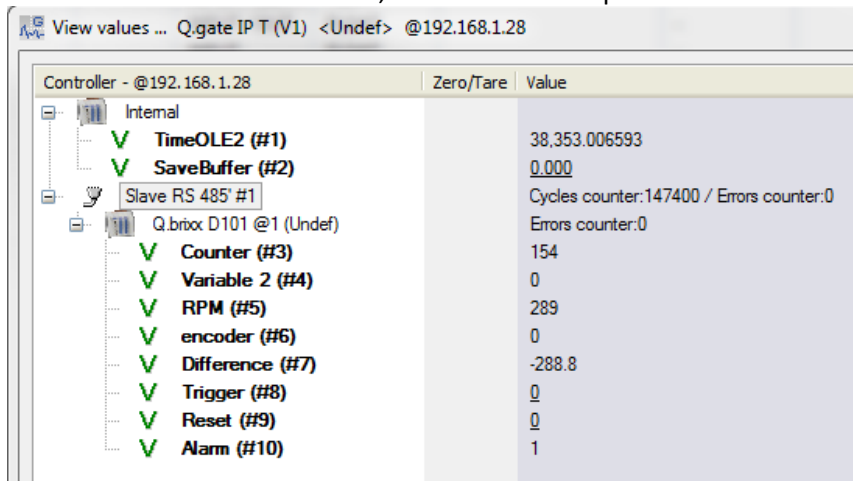 View values ... Q.gate IP T (V1) <Undef> @192.168.1.28
Controller - @192.168.1.28 Zero/Tare Value
Internal
TimeOLE2 (#1) 38,353.006593
SaveBuffer (#2) 0.000
Slave RS 485' #1 Cycles counter:147400 / Errors counter:0
Q.brixx D101 @1 (Undef) Errors counter:0
Counter (#3) 154
Variable 2 (#4) 0
RPM (#5) 289
encoder (#6) 0
Difference (#7) -288.8
Trigger (#8) 0
Reset (#9) 0
Alarm (#10) 1